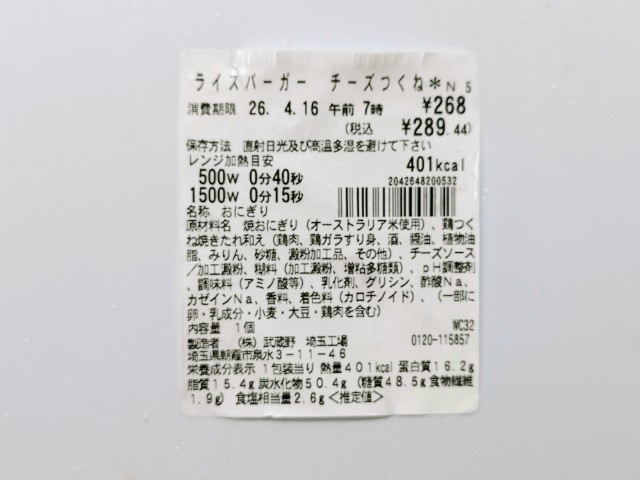 ライスバーガー チーズつくね＊N5
消費期限 26. 4.16 午前 7時 ¥268
(税込 ¥289.44)
保存方法 直射日光及び高温多湿を避けて下さい
レンジ加熱目安 401kcal
500W 0分40秒
2042648200532
1500W 0分15秒
名称 おにぎり
原材料名 焼おにぎり（オーストラリア米使用）、鶏つく
ね焼きたれ和え（鶏肉、鶏ガラすり身、酒、醤油、植物油
脂、みりん、砂糖、澱粉加工品、その他）、チーズソース
／加工澱粉、糊料（加工澱粉、増粘多糖類）、ｐＨ調整剤
、調味料（アミノ酸等）、乳化剤、グリシン、酢酸Ｎａ、
カゼインＮａ、香料、着色料（カロチノイド）、（一部に
卵・乳成分・小麦・大豆・鶏肉を含む）
内容量 １個 WC32
製造者 （株）武蔵野 埼玉工場 0120-115857
埼玉県朝霞市泉水３－１１－４６
栄養成分表示 １包装当り 熱量４０１kcal 蛋白質１６.２g
脂質１５.４g 炭水化物５０.４g（糖質４８.５g 食物繊維
１.９g） 食塩相当量２.６g＜推定値＞